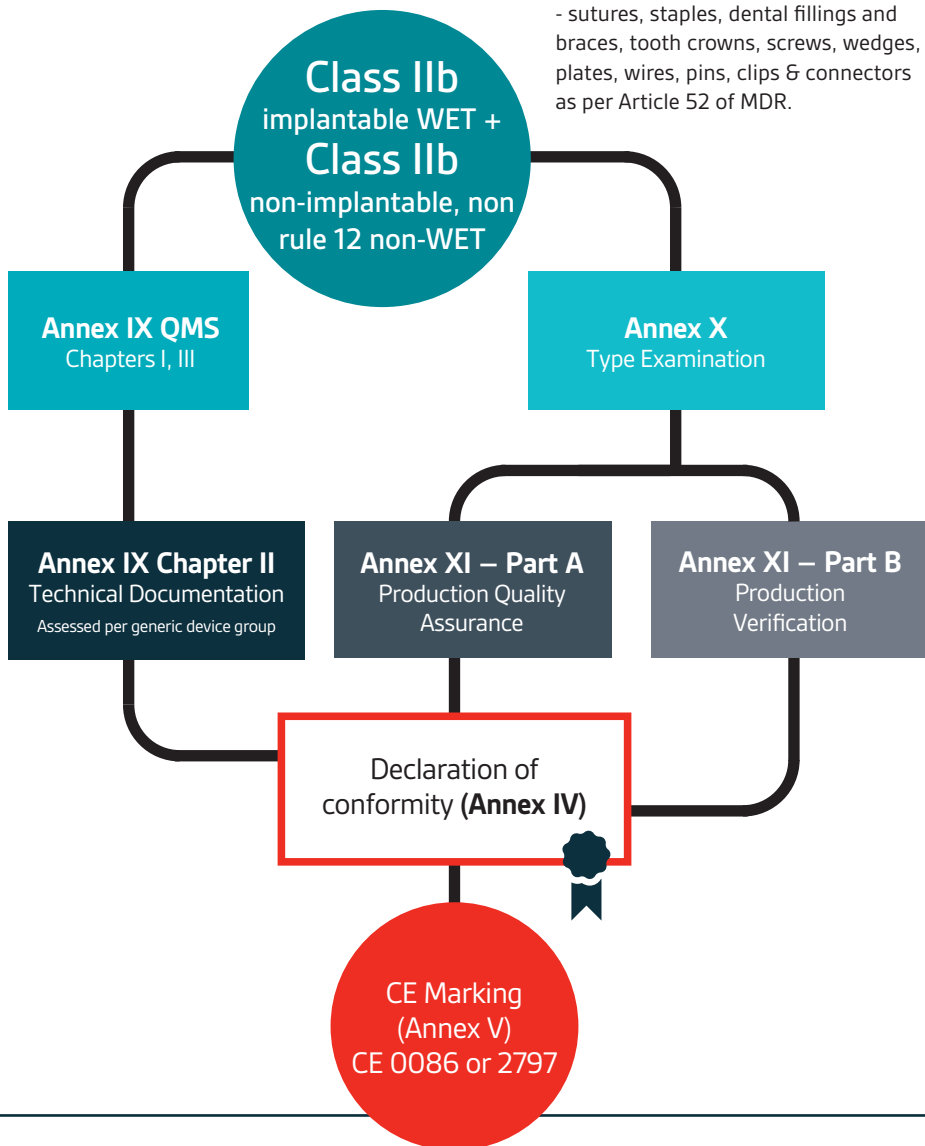 - sutures, staples, dental fillings and
braces, tooth crowns, screws, wedges,
plates, wires, pins, clips & connectors
as per Article 52 of MDR.
Class IIb
implantable WET +
Class IIb
non-implantable, non
rule 12 non-WET
Annex IX QMS
Chapters I, III
Annex X
Type Examination
Annex IX Chapter II
Technical Documentation
Assessed per generic device group
Annex XI – Part A
Production Quality
Assurance
Annex XI – Part B
Production
Verification
Declaration of
conformity (Annex IV)
CE Marking
(Annex V)
CE 0086 or 2797